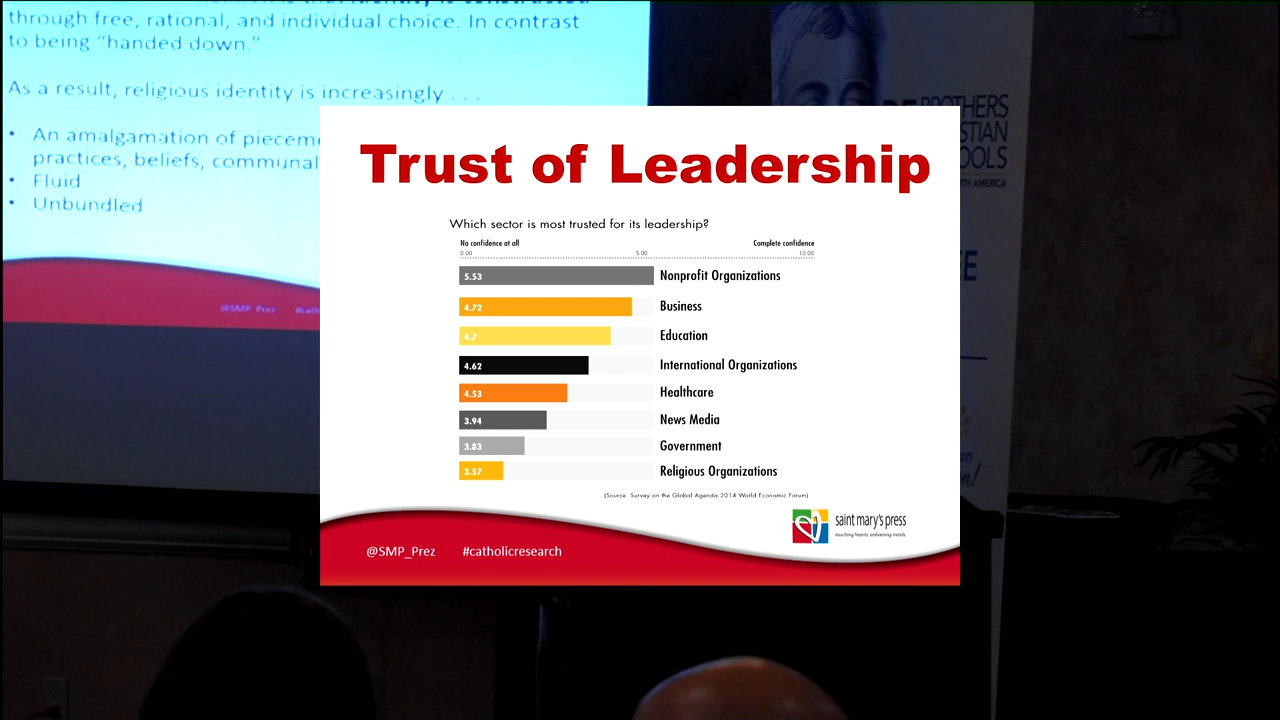 through free, rational, and individual choice. In contrast
to being “handed down.”
As a result, religious identity is increasingly . . .
• An amalgamation of
practices, beliefs, communal
• Fluid
• Unbundled
@SMP_Prez
BROTHERS
AMERICA
Trust of Leadership
Which sector is most trusted for its leadership?
No confidence at all Complete confidence
0.00 5.00 10.00
5.53 Nonprofit Organizations
4.72 Business
4.7 Education
4.62 International Organizations
4.53 Healthcare
3.94 News Media
3.83 Government
3.57 Religious Organizations
(Source: Survey on the Global Agenda 2014 World Economic Forum)
saint mary's press
touching hearts. enlivening minds.
@SMP_Prez #catholicresearch